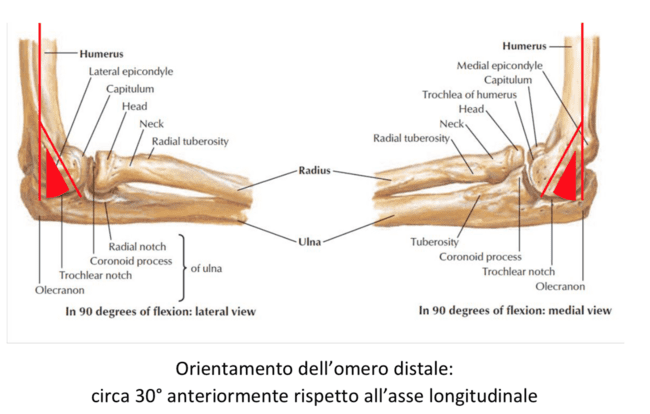 Humerus
Lateral epicondyle
Capitulum
Head
Neck
Radial tuberosity
Radius
Ulna
Radial notch
Coronoid process
of ulna
Trochlear notch
Olecranon
In 90 degrees of flexion: lateral view
Humerus
Medial epicondyle
Capitulum
Trochlea of humerus
Head
Neck
Radial tuberosity
Tuberosity
Coronoid process
Trochlear notch
Olecranon
In 90 degrees of flexion: medial view
Orientamento dell’omero distale:
circa 30° anteriormente rispetto all’asse longitudinale